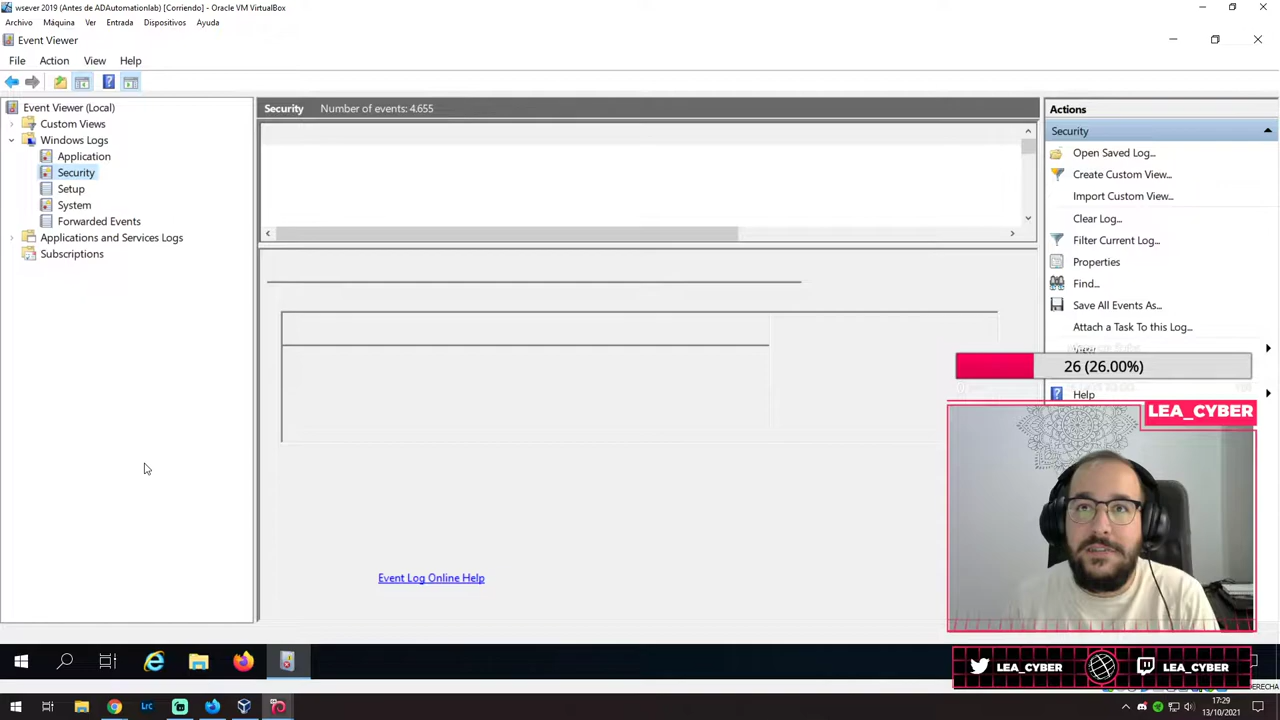 wsever 2019 (Antes de ADAutomationlab) [Corriendo] - Oracle VM VirtualBox
Archivo Máquina Ver Entrada Dispositivos Ayuda
Event Viewer
File Action View Help
Event Viewer (Local)
Custom Views
Windows Logs
Application
Security
Setup
System
Forwarded Events
Applications and Services Logs
Subscriptions
Security Number of events: 4.655
Event Log Online Help
Actions
Security
Open Saved Log...
Create Custom View...
Import Custom View...
Clear Log...
Filter Current Log...
Properties
Find...
Save All Events As...
Attach a Task To this Log...
26 (26.00%)
Help
LEA_CYBER
LEA_CYBER LEA_CYBER
DERECHA
Lrc
17:29
13/10/2021